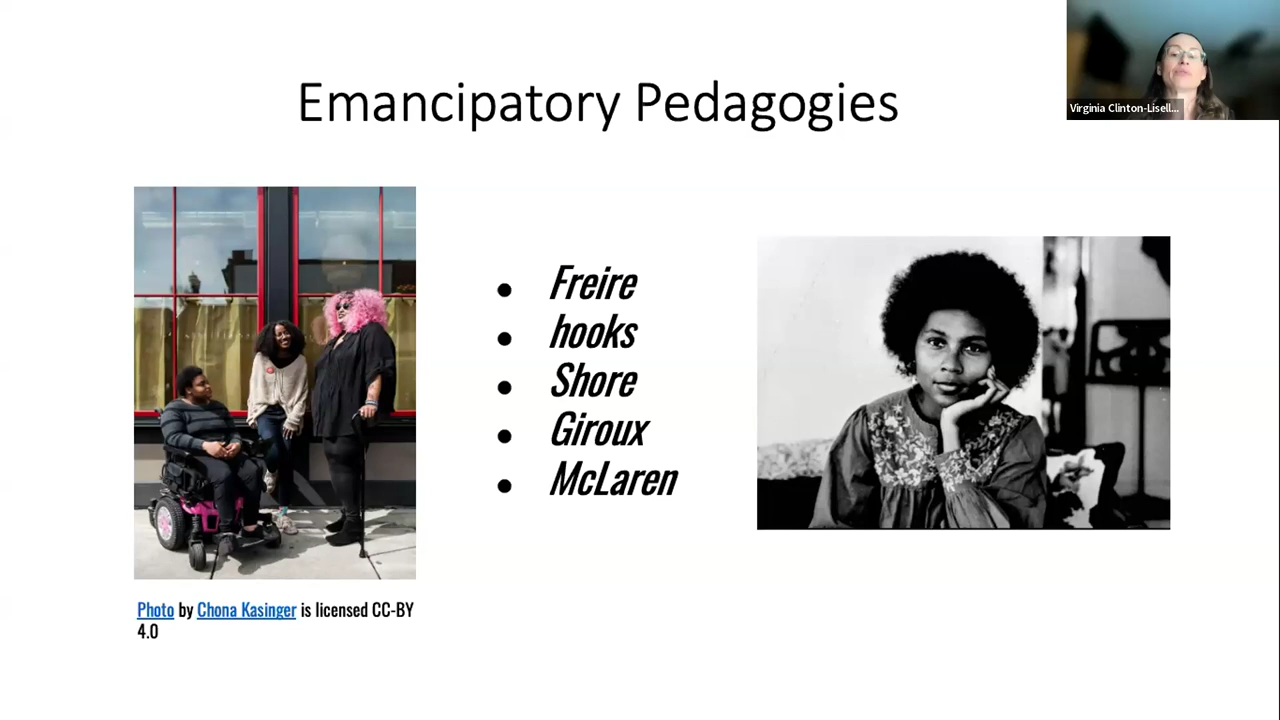 Emancipatory Pedagogies
Virginia Clinton-Lisell...
Freire
hooks
Shore
Giroux
McLaren
Photo by Chona Kasinger is licensed CC-BY
4.0